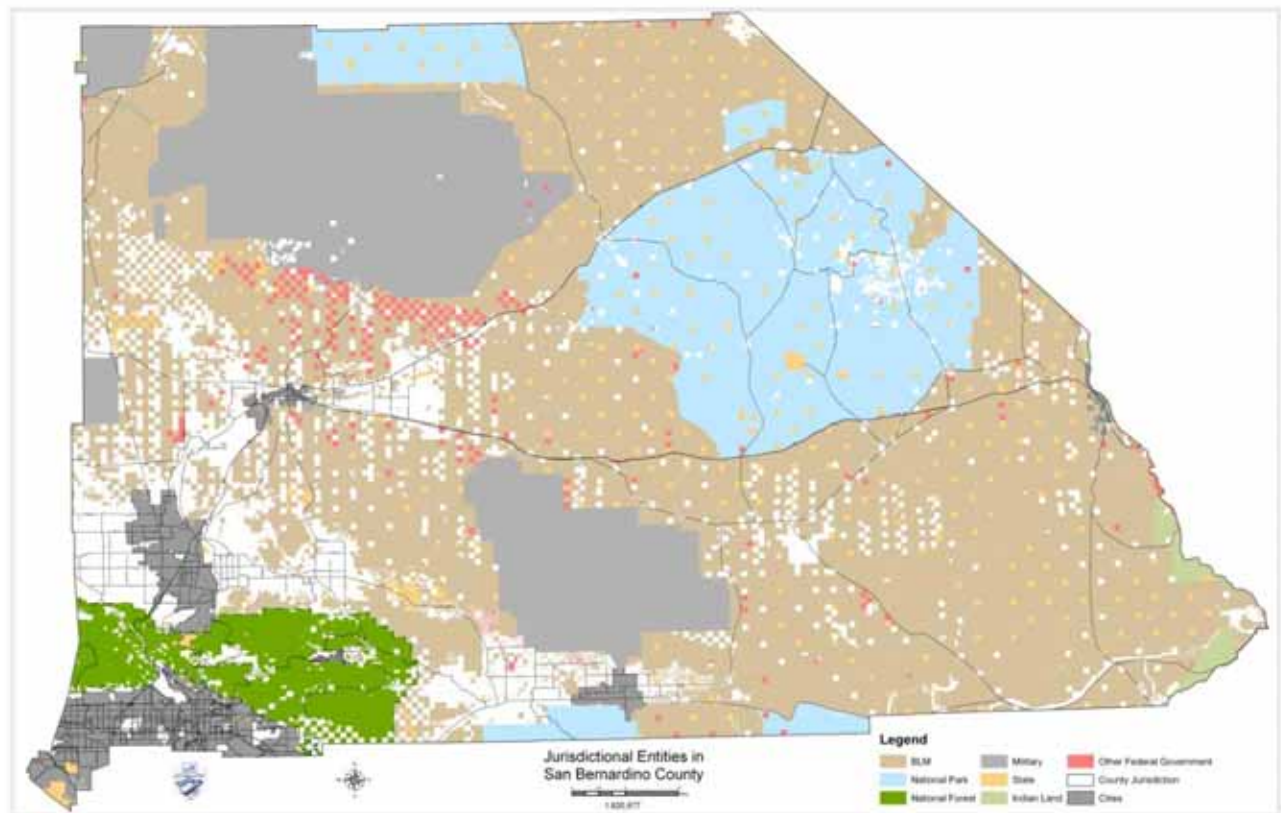 Jurisdictional Entities in
San Bernardino County
Legend
BLM
Military
Other Federal Government
National Park
State
County Jurisdiction
National Forest
Indian Land
Cities